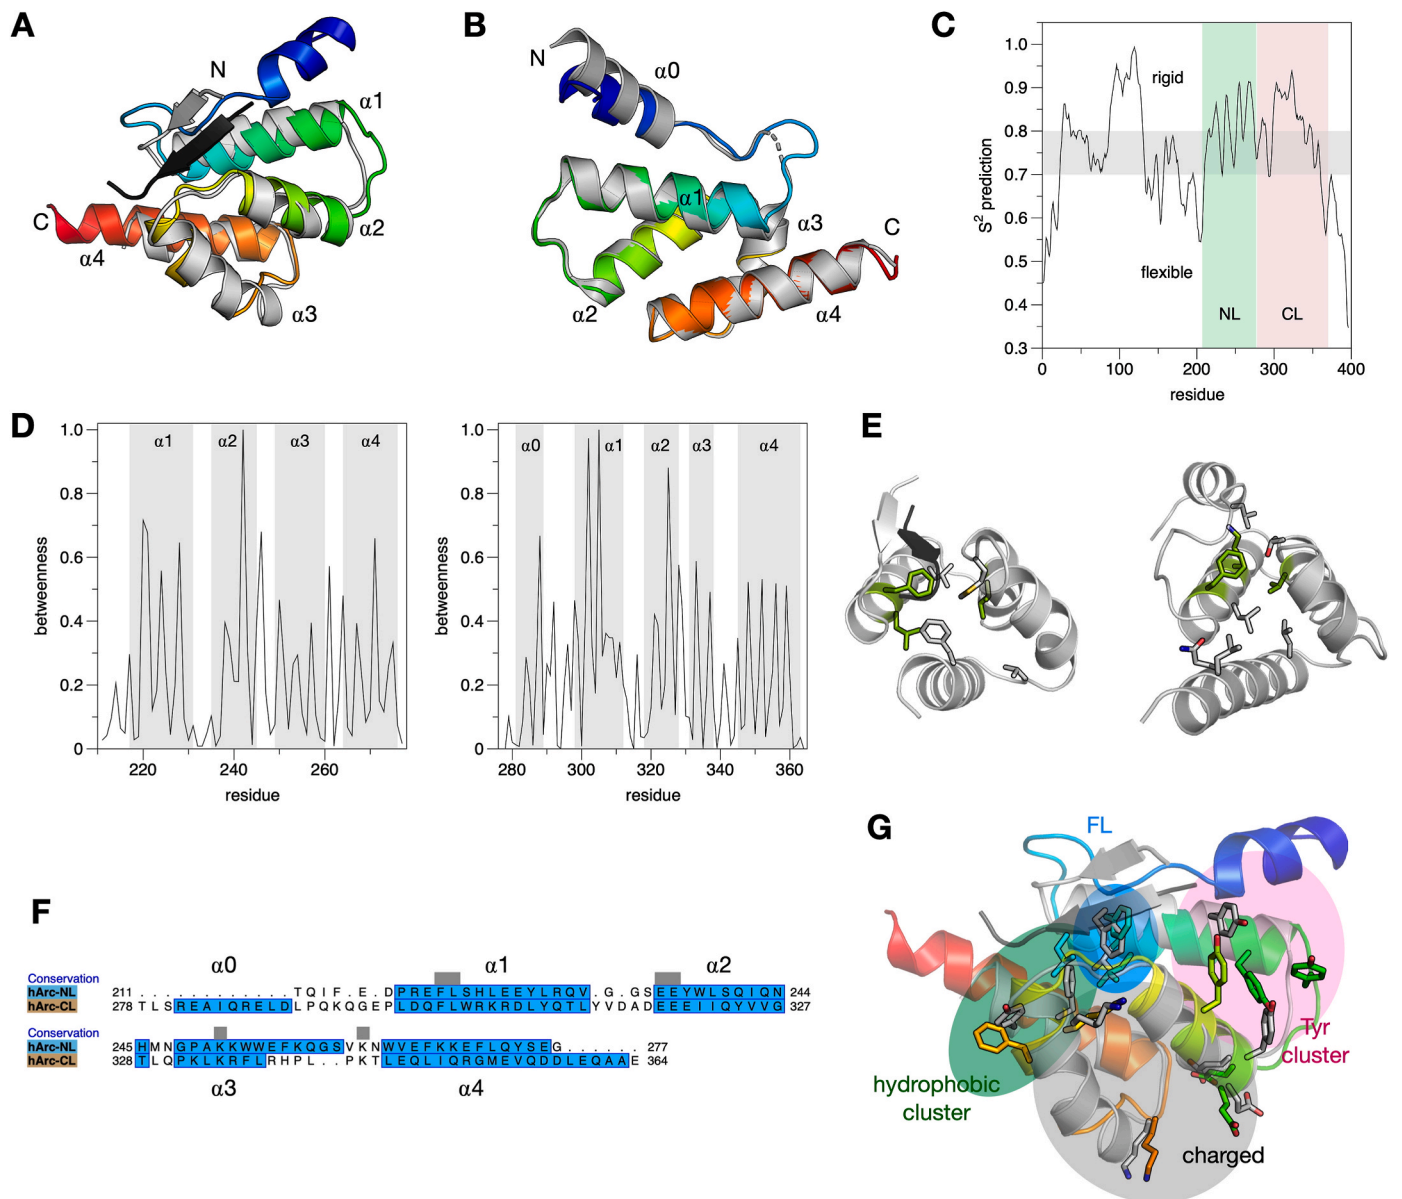 A
N
α1
α2
C
α4
α3
B
N
α0
α1
α3
C
α2
α4
C
1.0
0.9
0.8
0.7
0.6
0.5
0.4
0.3
S² prediction
rigid
flexible
NL
CL
0 100 200 300 400
residue
D
1.0
0.8
0.6
0.4
0.2
0
betweenness
α1 α2 α3 α4
220 240 260
residue
1.0
0.8
0.6
0.4
0.2
0
betweenness
α0 α1 α2 α3 α4
280 300 320 340 360
residue
E
F
α0 α1 α2
Conservation
hArc-NL 211 . . . . . . . . . . . . . TQIF.E.DPREFLSHLEEYLRQV.G.GSEEYWLSQIQN 244
hArc-CL 278 TLSREAIQRELDLPQKQGEPLDQFLWRKRDLYQTLYVDADEEEIIQYVVG 327
Conservation
hArc-NL 245 HMNGPAKKWWEFKQGSVKNWVEFKKEFLQYSEG....... 277
hArc-CL 328 TLQPKLKRFLRHPL..PKTLEQLIQRGMEVQDDLEQAAE 364
α3 α4
G
FL
Tyr
cluster
hydrophobic
cluster
charged